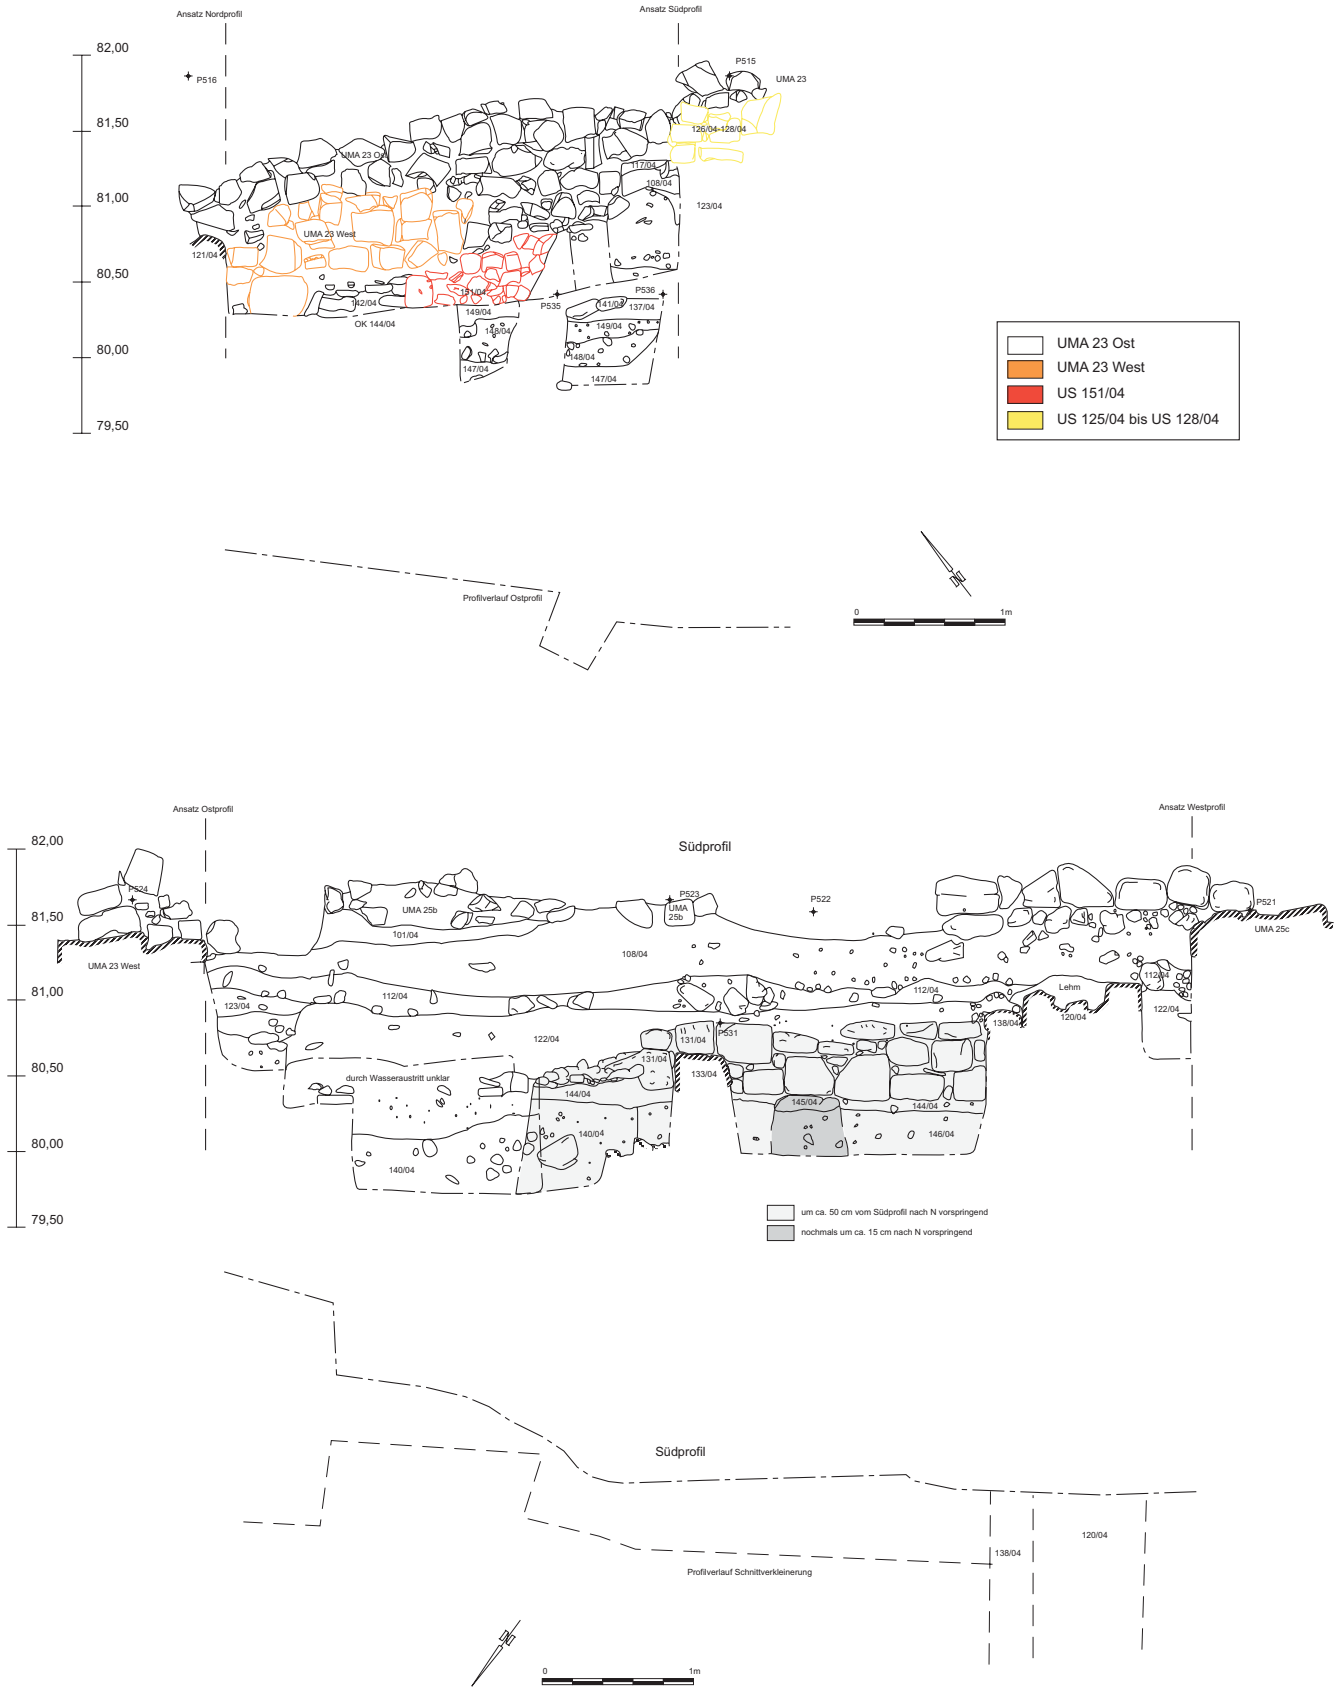 Ansatz Nordprofil
Ansatz Südprofil
82,00
P516
P515
UMA 23
81,50
126/04-128/04
UMA 23 Ost
117/04
108/04
81,00
123/04
UMA 23 West
121/04
80,50
151/04
142/04
P535
P536
141/04
137/04
149/04
OK 144/04
148/04
149/04
80,00
148/04
147/04
147/04
79,50
UMA 23 Ost
UMA 23 West
US 151/04
US 125/04 bis US 128/04
Profilverlauf Ostprofil
N
0 1m
Ansatz Ostprofil
Ansatz Westprofil
82,00
Südprofil
P524
P523
P522
P521
UMA 25b
UMA
25b
81,50
101/04
UMA 25c
UMA 23 West
108/04
112/04
81,00
123/04
112/04
112/04
Lehm
122/04
120/04
138/04
P531
131/04
122/04
131/04
80,50
durch Wasseraustritt unklar
133/04
144/04
145/04
144/04
80,00
140/04
146/04
140/04
79,50
um ca. 50 cm vom Südprofil nach N vorspringend
nochmals um ca. 15 cm nach N vorspringend
Südprofil
138/04
120/04
Profilverlauf Schnittverkleinerung
N
0 1m